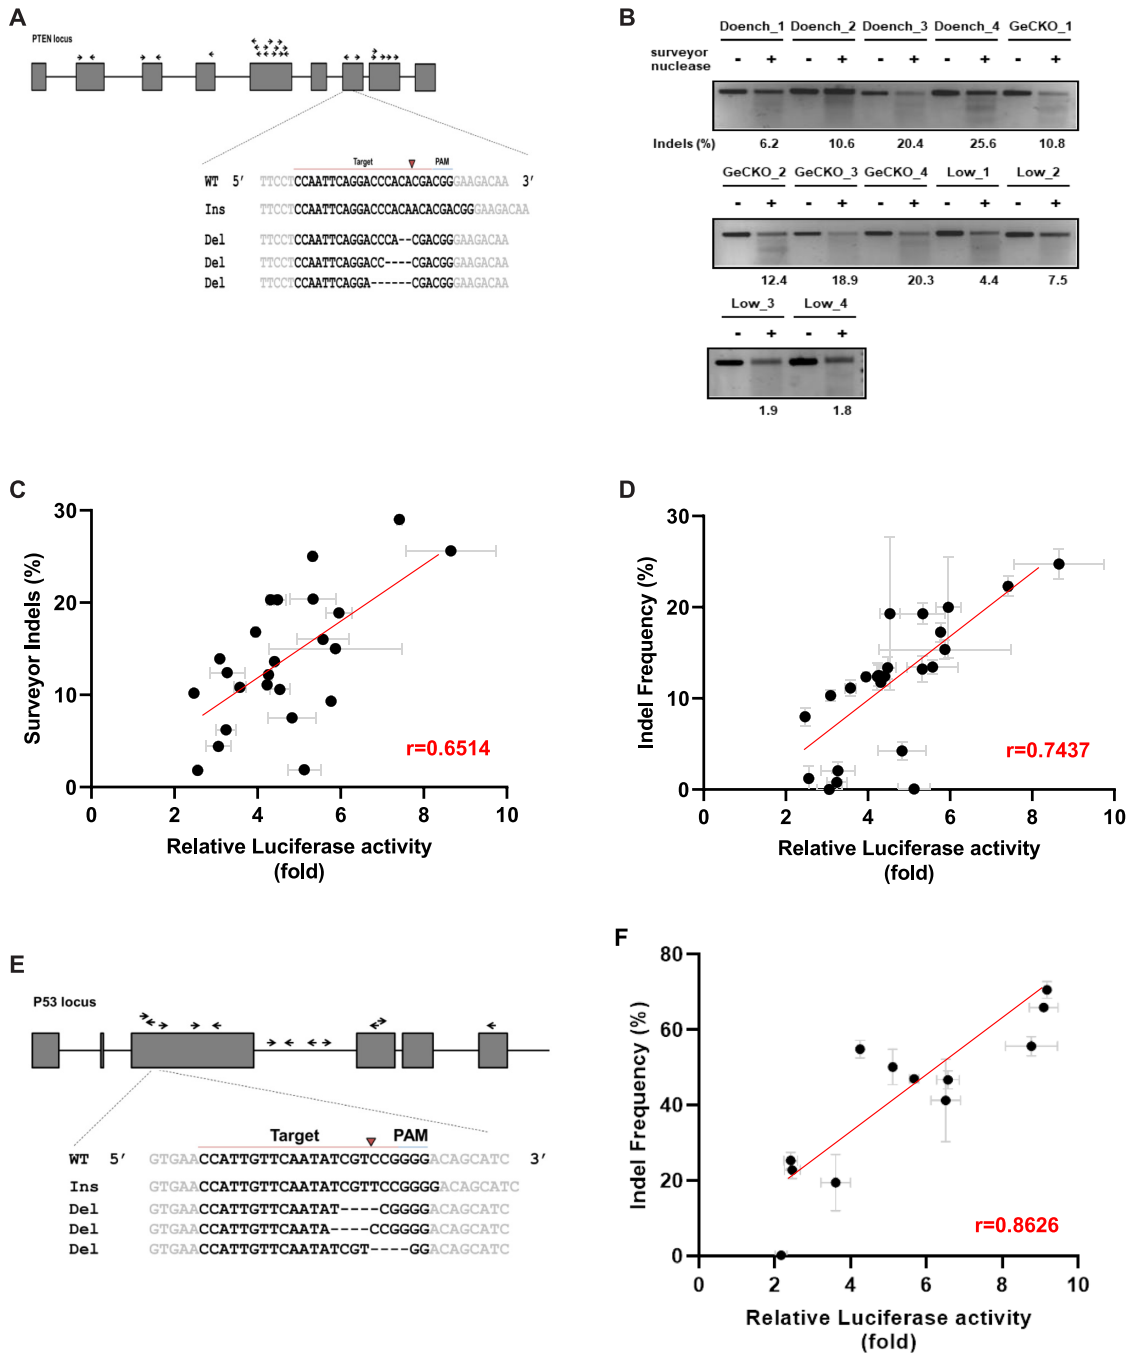 A
PTEN locus
Target PAM
WT 5′ TTCCTCCAATTCAGGACCCACACGACGGGAAGACAA 3′
Ins TTCCTCCAATTCAGGACCCACAACACGACGGGAAGACAA
Del TTCCTCCAATTCAGGACCCA--CGACGGGAAGACAA
Del TTCCTCCAATTCAGGACC----CGACGGGAAGACAA
Del TTCCTCCAATTCAGGA------CGACGGGAAGACAA
B
Doench_1 Doench_2 Doench_3 Doench_4 GeCKO_1
surveyor nuclease - + - + - + - + - +
Indels (%) 6.2 10.6 20.4 25.6 10.8
GeCKO_2 GeCKO_3 GeCKO_4 Low_1 Low_2
- + - + - + - + - +
12.4 18.9 20.3 4.4 7.5
Low_3 Low_4
- + - +
1.9 1.8
C
30
20
10
0
Surveyor Indels (%)
r=0.6514
0 2 4 6 8 10
Relative Luciferase activity
(fold)
D
30
20
10
0
Indel Frequency (%)
r=0.7437
0 2 4 6 8 10
Relative Luciferase activity
(fold)
E
P53 locus
Target PAM
WT 5′ GTGAACCATTGTTCAATATCGTCCGGGGACAGCATC 3′
Ins GTGAACCATTGTTCAATATCGTTCCGGGGACAGCATC
Del GTGAACCATTGTTCAATAT----CGGGGACAGCATC
Del GTGAACCATTGTTCAATA----CCGGGGACAGCATC
Del GTGAACCATTGTTCAATATCGT----GGACAGCATC
F
80
60
40
20
0
Indel Frequency (%)
r=0.8626
0 2 4 6 8 10
Relative Luciferase activity
(fold)